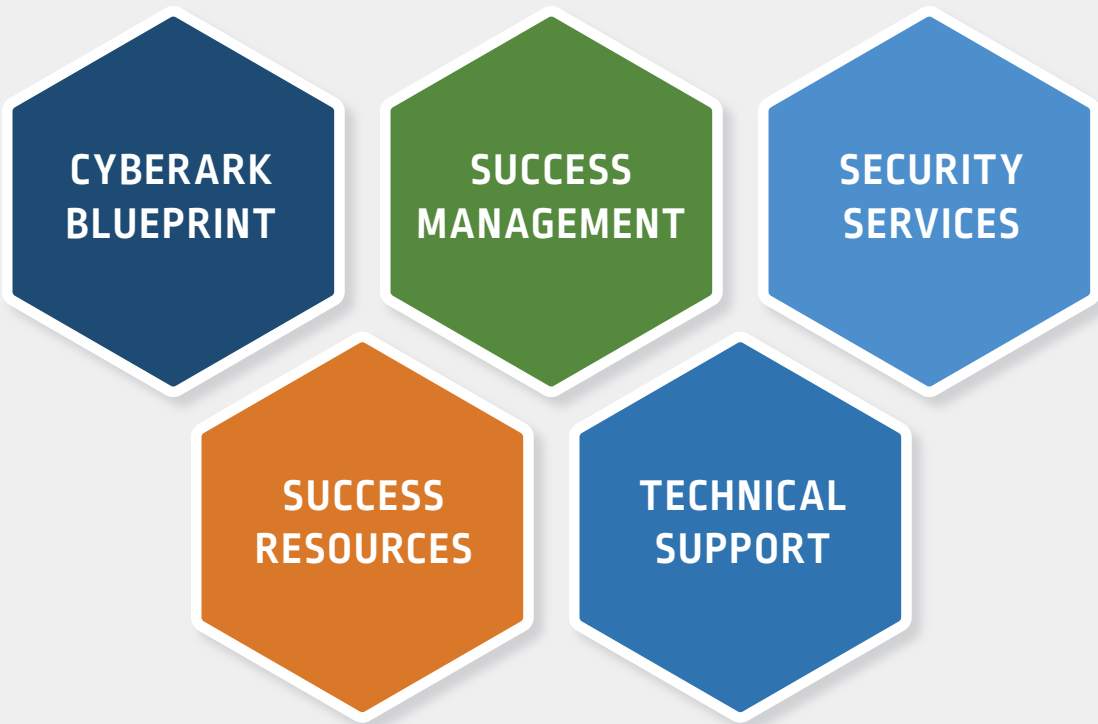 CYBERARK
BLUEPRINT
SUCCESS
MANAGEMENT
SECURITY
SERVICES
SUCCESS
RESOURCES
TECHNICAL
SUPPORT